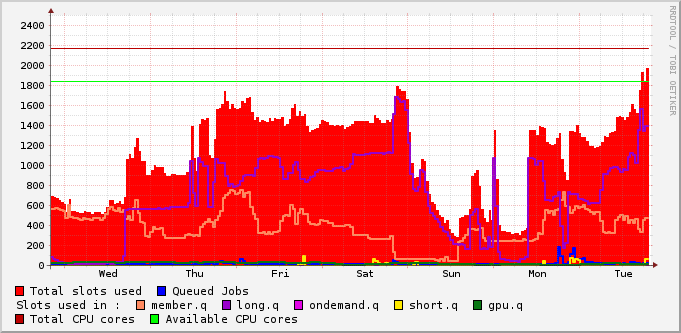 2400
2200
2000
1800
1600
1400
1200
1000
800
600
400
200
0
Wed Thu Fri Sat Sun Mon Tue
RRDTOOL / TOBI OETIKER
Total slots used Queued Jobs
Slots used in : member.q long.q ondemand.q short.q gpu.q
Total CPU cores Available CPU cores